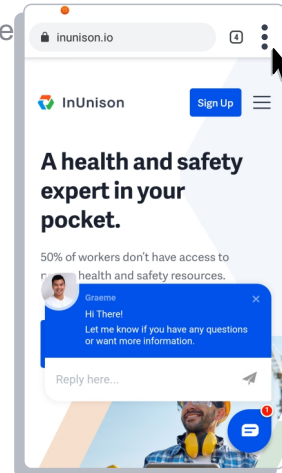 inunison.io
4
InUnison
Sign Up
A health and safety
expert in your
pocket.
50% of workers don't have access to
health and safety resources.
Graeme
Hi There!
Let me know if you have any questions
or want more information.
Reply here...
1